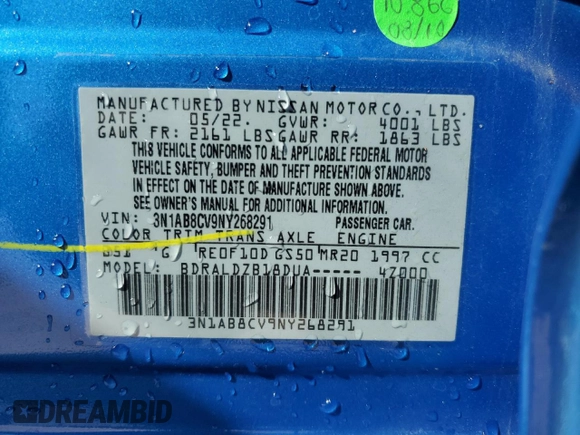 08/10
MANUFACTURED BY NISSAN MOTOR CO., LTD.
DATE: 05/22. GVWR: 4001 LBS
GAWR FR: 2161 LBS GAWR RR: 1863 LBS
THIS VEHICLE CONFORMS TO ALL APPLICABLE FEDERAL MOTOR
VEHICLE SAFETY, BUMPER AND THEFT PREVENTION STANDARDS
IN EFFECT ON THE DATE OF MANUFACTURE SHOWN ABOVE.
SEE OWNER'S MANUAL FOR ADDITIONAL INFORMATION.
VIN: 3N1AB8CV9NY268291 PASSENGER CAR.
COLOR TRIM TRANS AXLE ENGINE
G RE0F10D GS50 MR20 1997 CC
MODEL: BDRALDZB18DUA----- 47000
3N1AB8CV9NY268291
DREAMBID